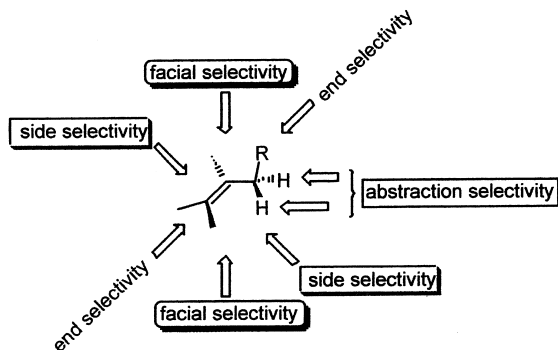 facial selectivity
end selectivity
side selectivity
R
H
H
abstraction selectivity
end selectivity
facial selectivity
side selectivity